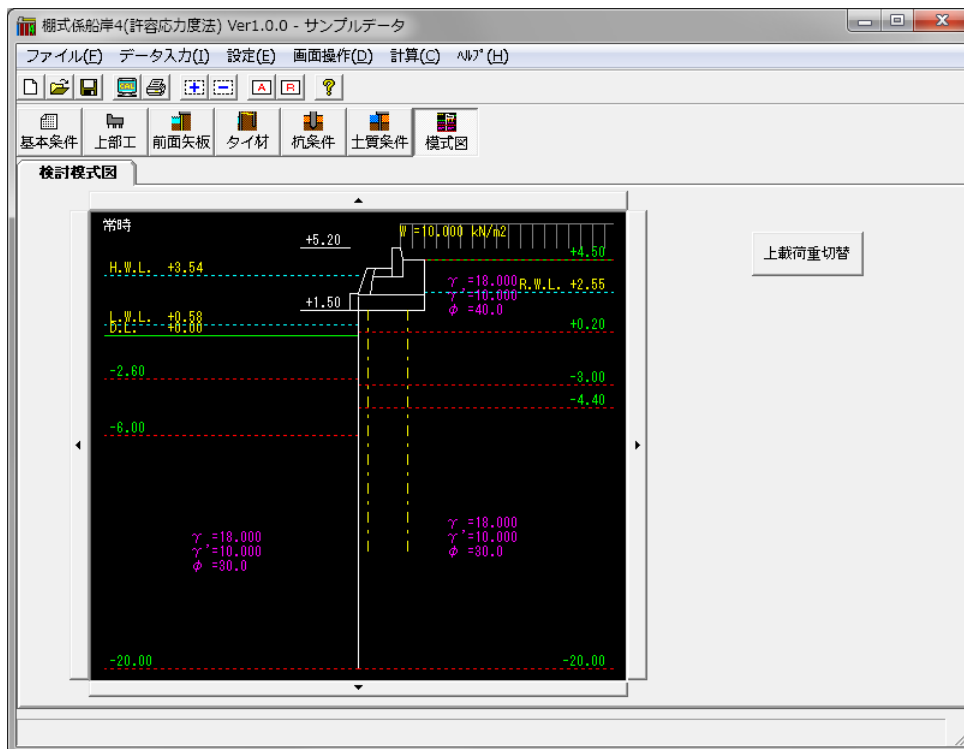 棚式係船岸4(許容応力度法) Ver1.0.0 - サンプルデータ
ファイル(F) データ入力(I) 設定(E) 画面操作(D) 計算(C) ﾍﾙﾌﾟ(H)
A R ?
基本条件 上部工 前面矢板 タイ材 杭条件 土質条件 模式図
検討模式図
常時
W =10.000 kN/m2
+5.20
+4.50
H.W.L. +3.54
γ =18.000
R.W.L. +2.55
γ'=10.000
+1.50
φ =40.0
L.W.L. +0.58
+0.20
D.L. +0.00
-2.60
-3.00
-4.40
-6.00
γ =18.000
γ'=10.000
φ =30.0
γ =18.000
γ'=10.000
φ =30.0
-20.00
-20.00
上載荷重切替